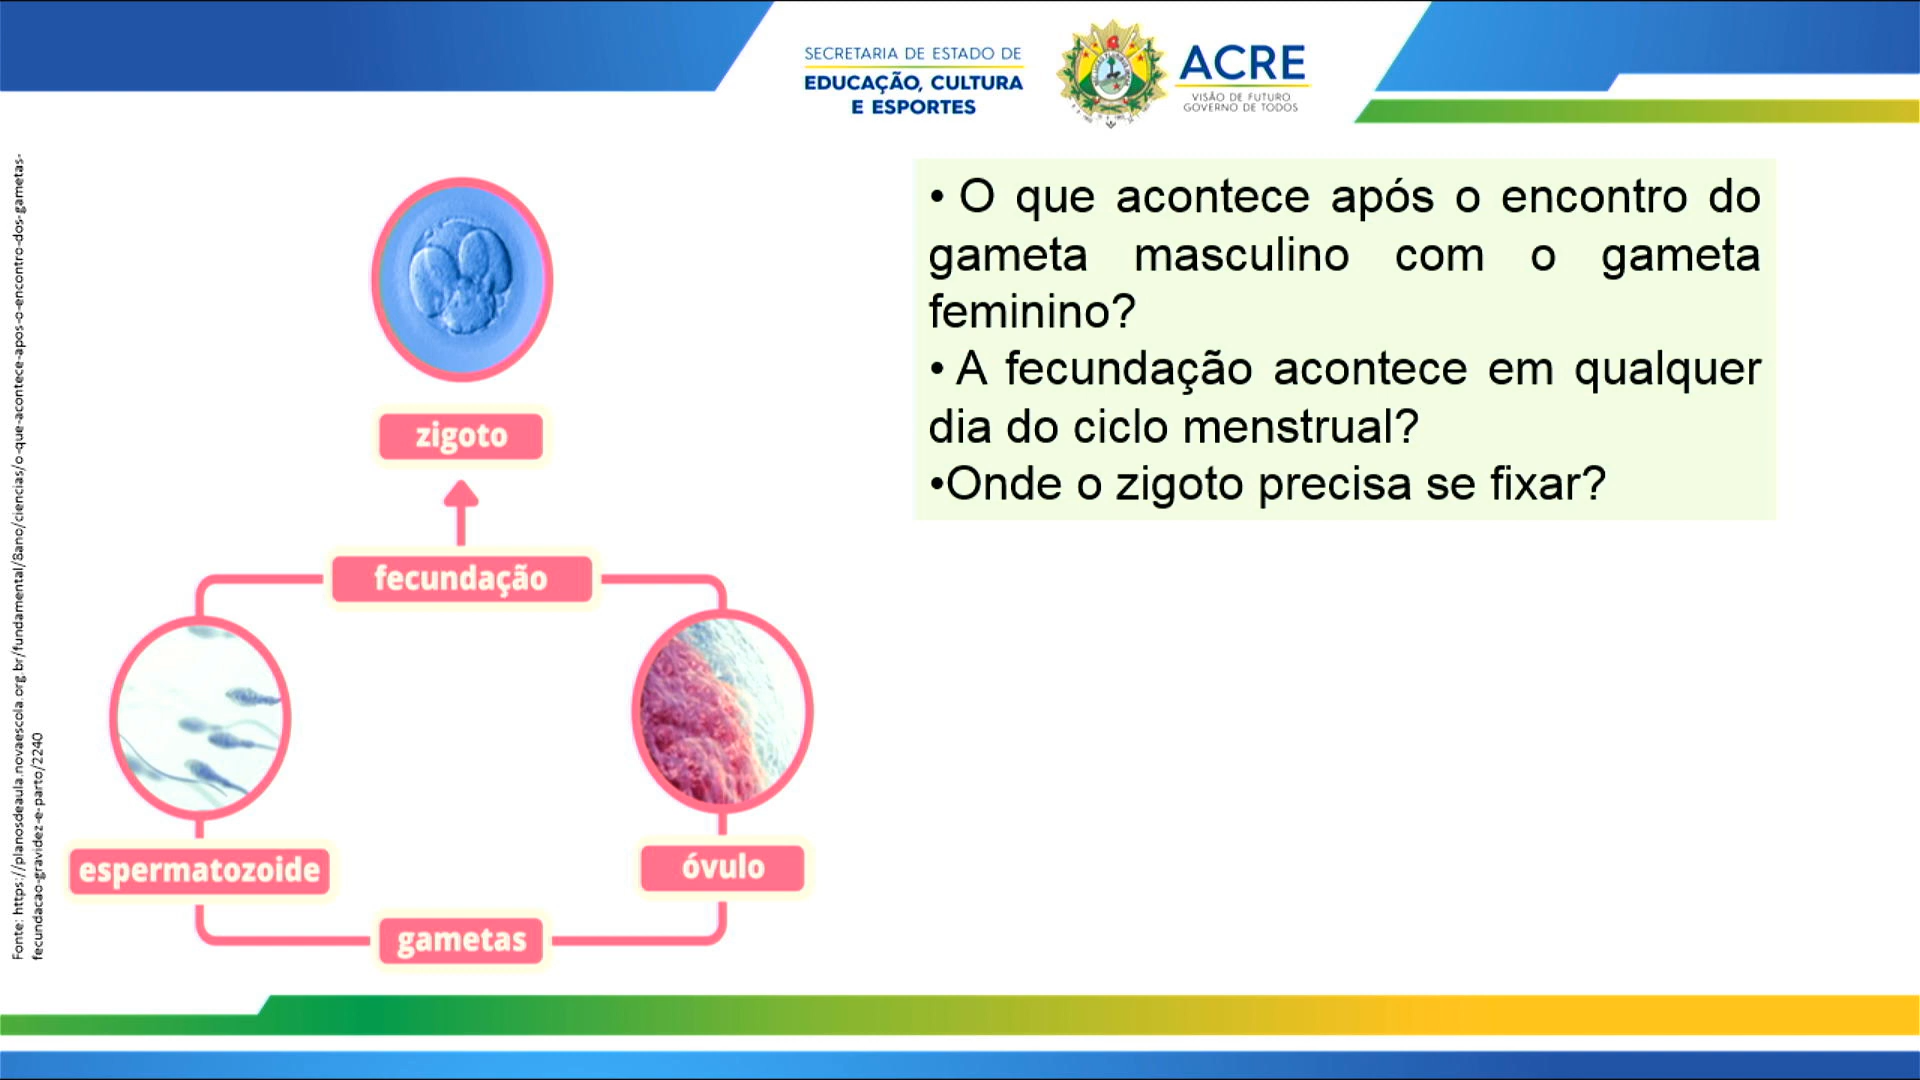 SECRETARIA DE ESTADO DE
EDUCAÇÃO, CULTURA
E ESPORTES
ACRE
VISÃO DE FUTURO
GOVERNO DE TODOS
• O que acontece após o encontro do
gameta masculino com o gameta
feminino?
• A fecundação acontece em qualquer
dia do ciclo menstrual?
•Onde o zigoto precisa se fixar?
zigoto
fecundação
espermatozoide
óvulo
gametas
Fonte: https://planosdeaula.novaescola.org.br/fundamental/8ano/ciencias/o-que-acontece-apos-o-encontro-dos-gametas-
fecundacao-gravidez-e-parto/2240